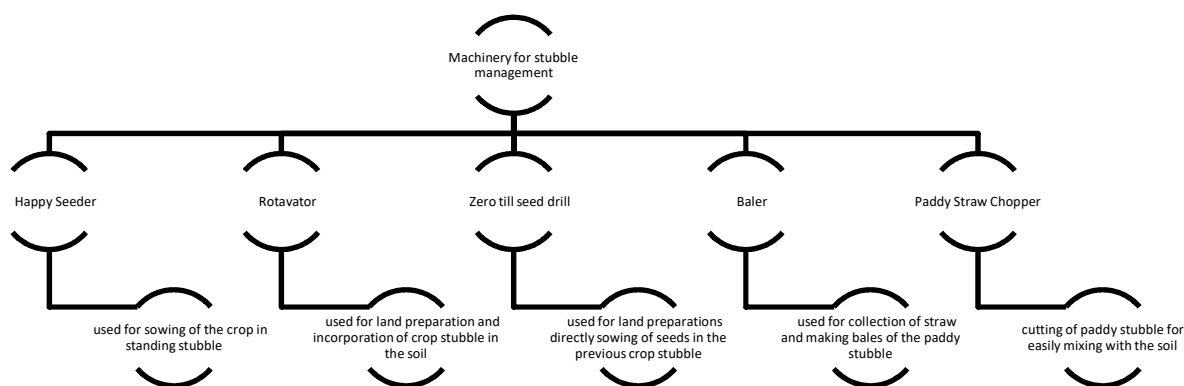 Machinery for stubble
management
Happy Seeder
Rotavator
Zero till seed drill
Baler
Paddy Straw Chopper
used for sowing of the crop in
standing stubble
used for land preparation and
incorporation of crop stubble in
the soil
used for land preparations
directly sowing of seeds in the
previous crop stubble
used for collection of straw
and making bales of the paddy
stubble
cutting of paddy stubble for
easily mixing with the soil